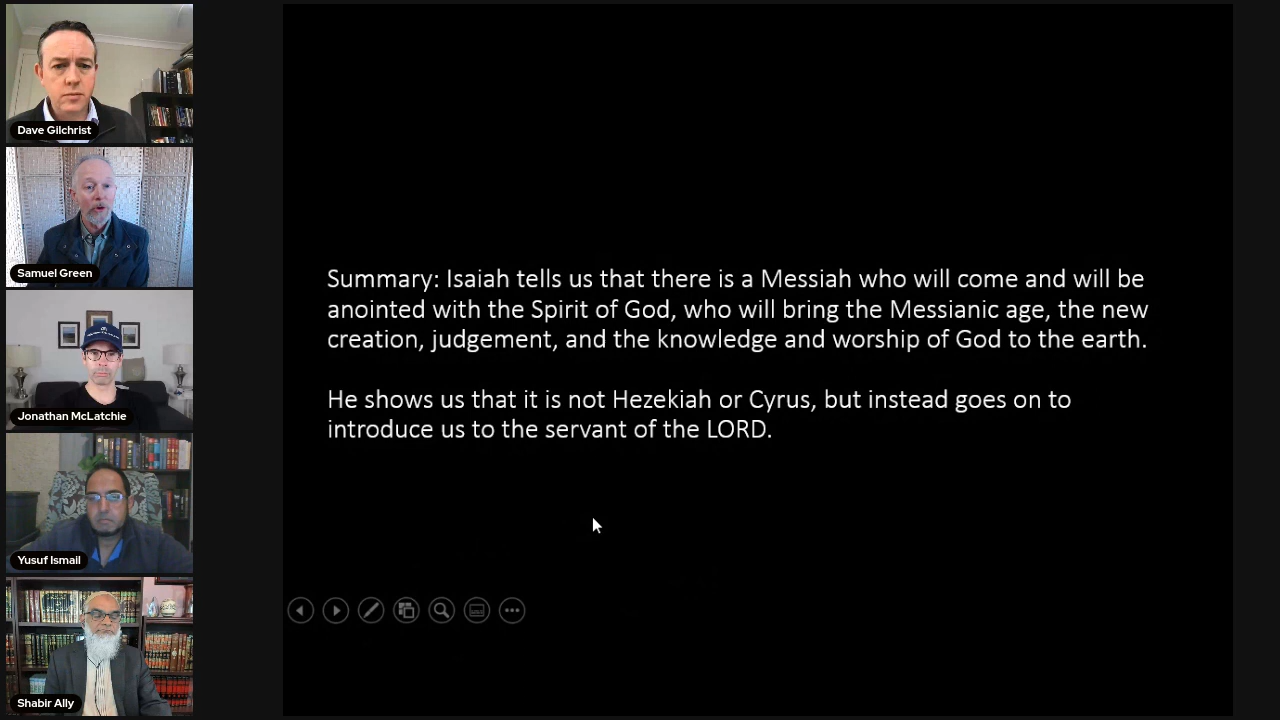 Dave Gilchrist
Samuel Green
Jonathan McLatchie
Yusuf Ismail
Shabir Ally
Summary: Isaiah tells us that there is a Messiah who will come and will be
anointed with the Spirit of God, who will bring the Messianic age, the new
creation, judgement, and the knowledge and worship of God to the earth.
He shows us that it is not Hezekiah or Cyrus, but instead goes on to
introduce us to the servant of the LORD.